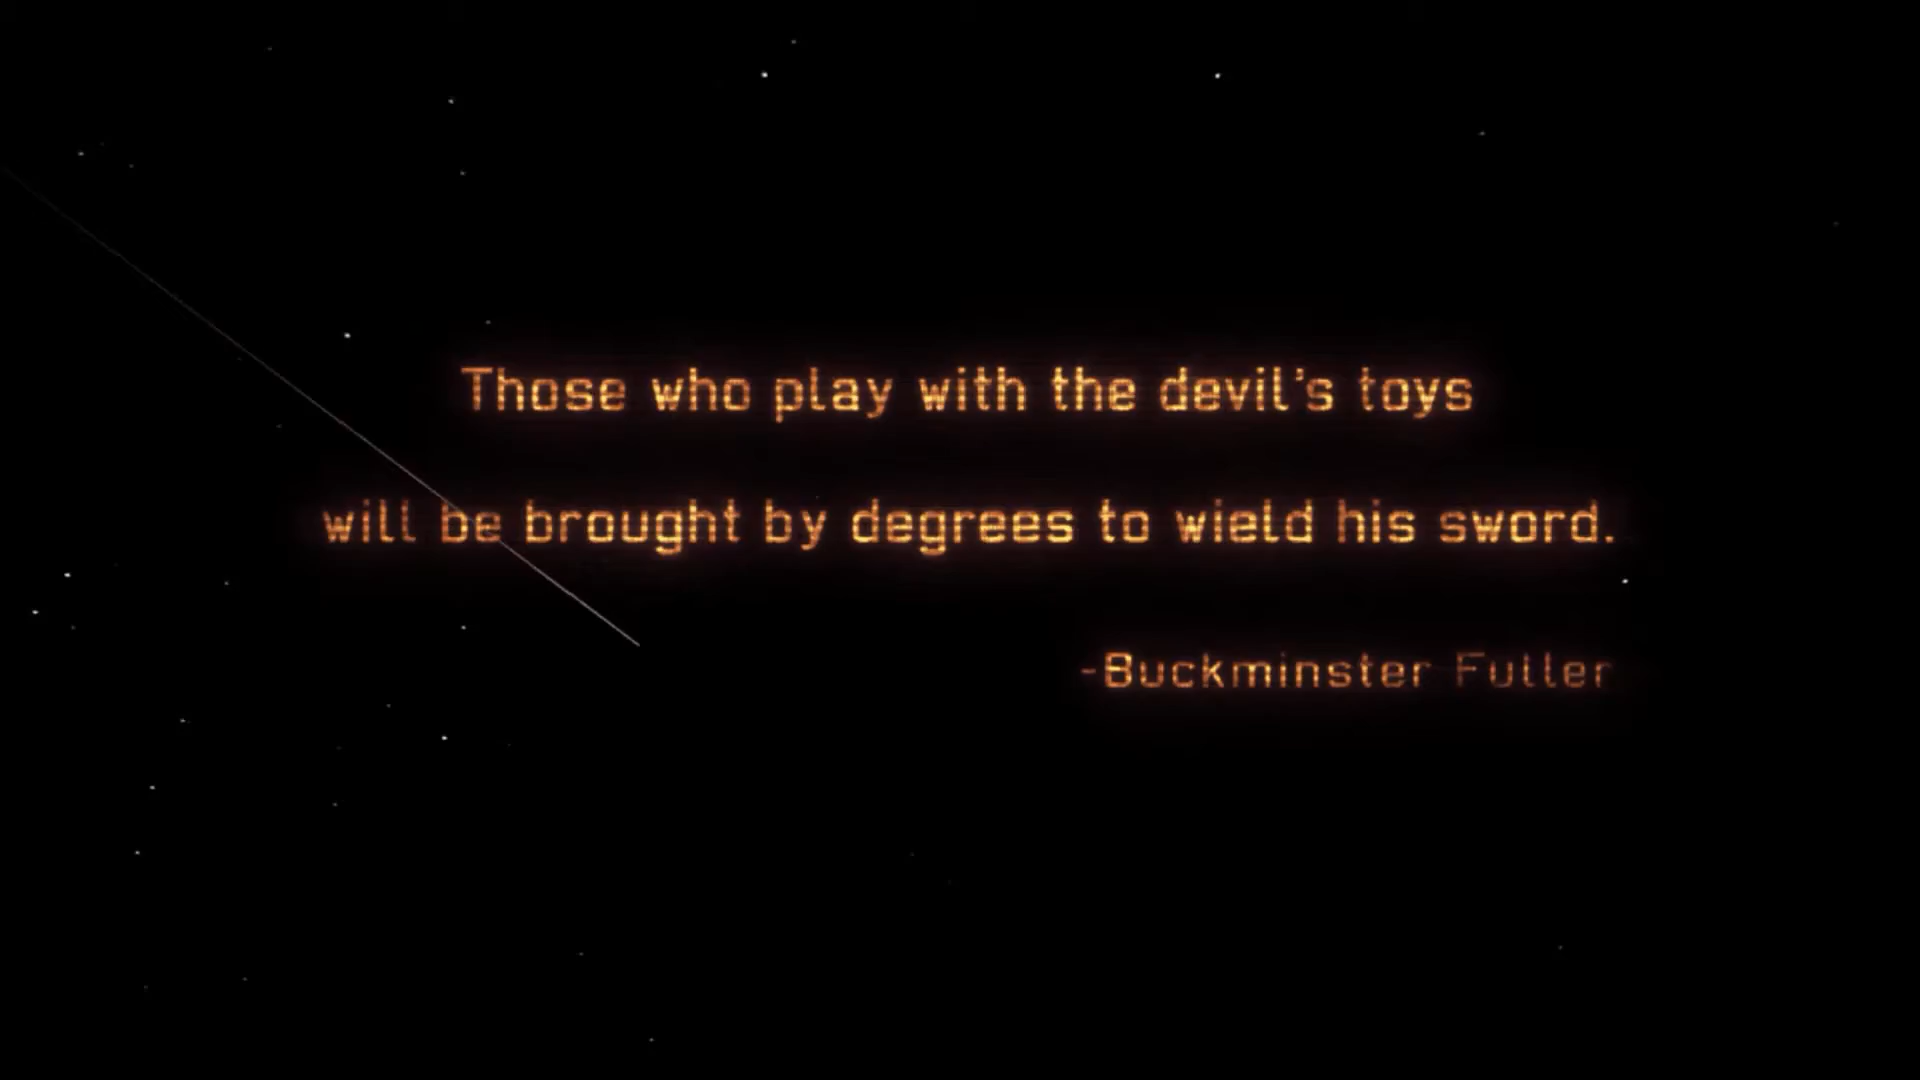 Those who play with the devil's toys
will be brought by degrees to wield his sword.
-Buckminster Fuller